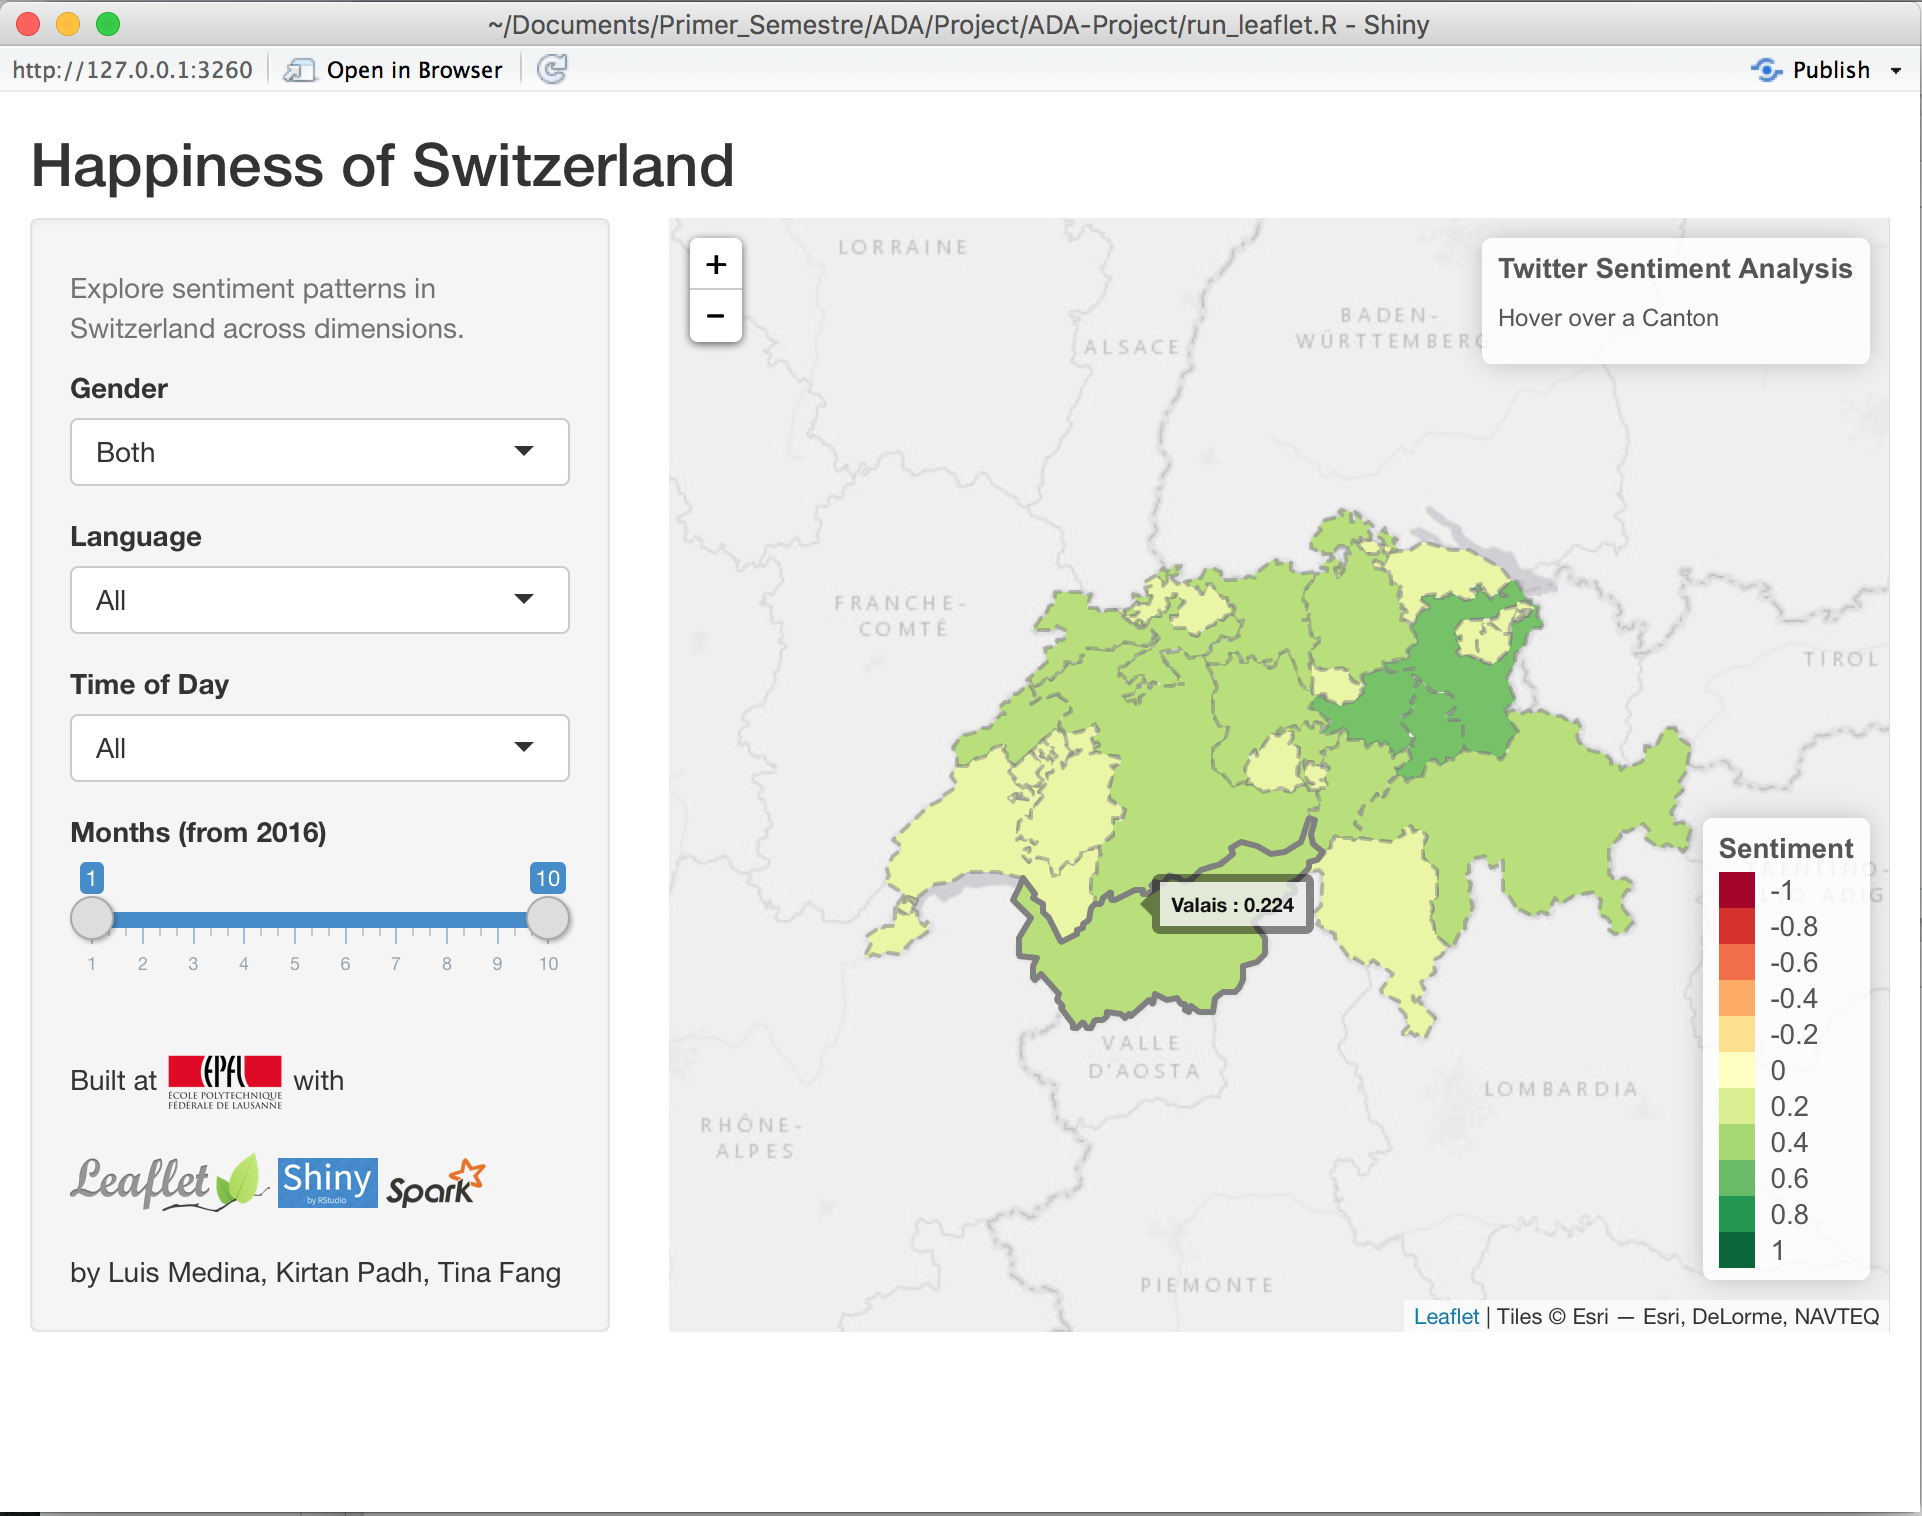 ~/Documents/Primer_Semestre/ADA/Project/ADA-Project/run_leaflet.R - Shiny
http://127.0.0.1:3260
Open in Browser
Publish
Happiness of Switzerland
Explore sentiment patterns in
Switzerland across dimensions.
Gender
Both
Language
All
Time of Day
All
Months (from 2016)
1 10
1 2 3 4 5 6 7 8 9 10
Built at EPFL with
ÉCOLE POLYTECHNIQUE
FÉDÉRALE DE LAUSANNE
Leaflet
Shiny
by RStudio
Spark
by Luis Medina, Kirtan Padh, Tina Fang
+
−
LORRAINE
ALSACE
BADEN-
WÜRTTEMBERG
FRANCHE-
COMTÉ
TIROL
VALLE
D'AOSTA
LOMBARDIA
RHÔNE-
ALPES
PIEMONTE
Twitter Sentiment Analysis
Hover over a Canton
Valais : 0.224
Sentiment
-1
-0.8
-0.6
-0.4
-0.2
0
0.2
0.4
0.6
0.8
1
Leaflet | Tiles © Esri — Esri, DeLorme, NAVTEQ